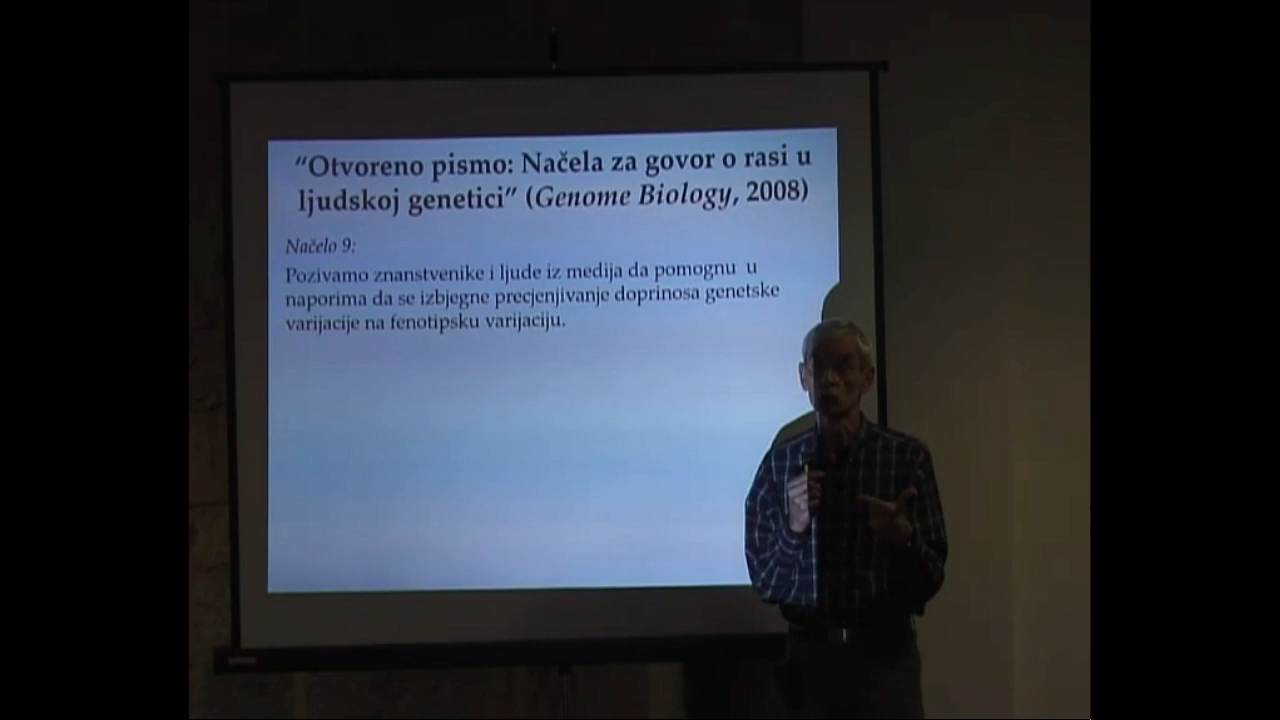 “Otvoreno pismo: Načela za govor o rasi u
ljudskoj genetici” (Genome Biology, 2008)
Načelo 9:
Pozivamo znanstvenike i ljude iz medija da pomognu u
naporima da se izbjegne precjenjivanje doprinosa genetske
varijacije na fenotipsku varijaciju.